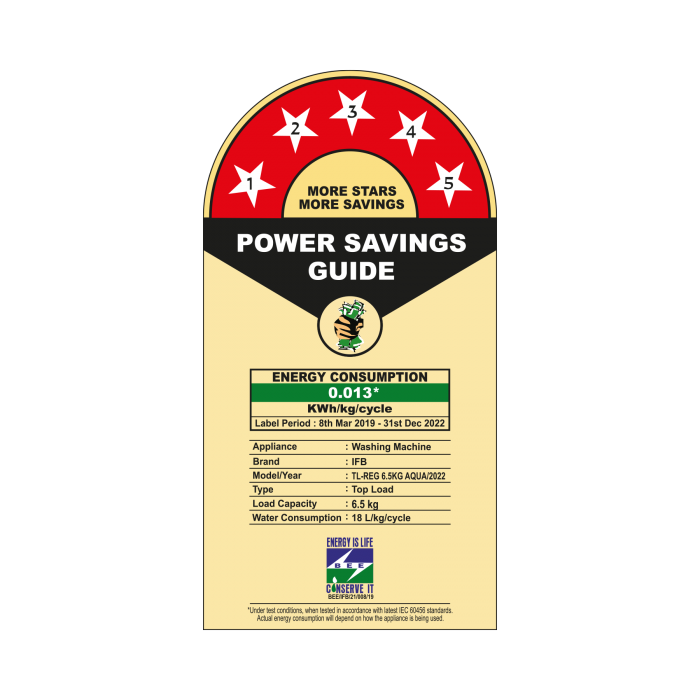 1 2 3 4 5
MORE STARS
MORE SAVINGS
POWER SAVINGS
GUIDE
ENERGY CONSUMPTION
0.013*
KWh/kg/cycle
Label Period : 8th Mar 2019 - 31st Dec 2022
Appliance : Washing Machine
Brand : IFB
Model/Year : TL-REG 6.5KG AQUA/2022
Type : Top Load
Load Capacity : 6.5 kg
Water Consumption : 18 L/kg/cycle
ENERGY IS LIFE
BEE
CONSERVE IT
BEE/IFB/21/008/19
*Under test conditions, when tested in accordance with latest IEC 60456 standards.
Actual energy consumption will depend on how the appliance is being used.